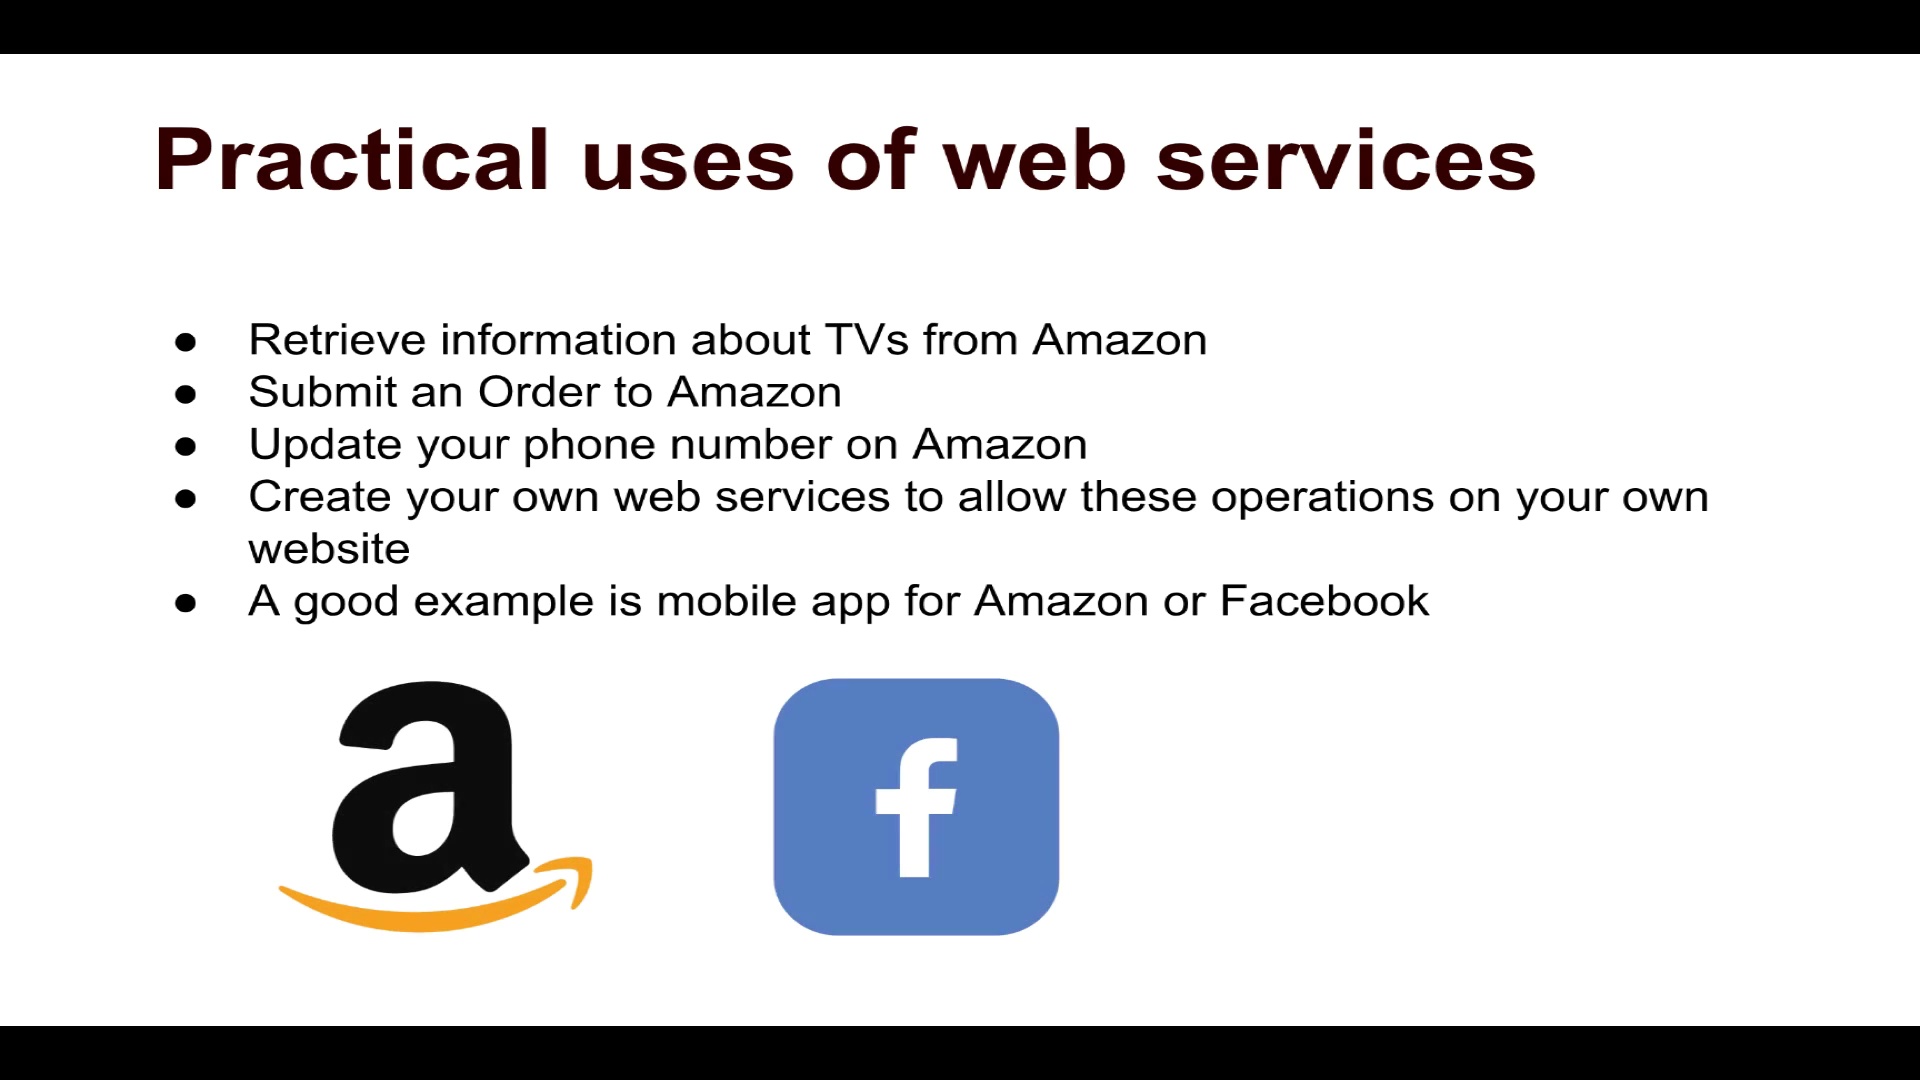 Practical uses of web services
● Retrieve information about TVs from Amazon
● Submit an Order to Amazon
● Update your phone number on Amazon
● Create your own web services to allow these operations on your own
website
● A good example is mobile app for Amazon or Facebook
a
f